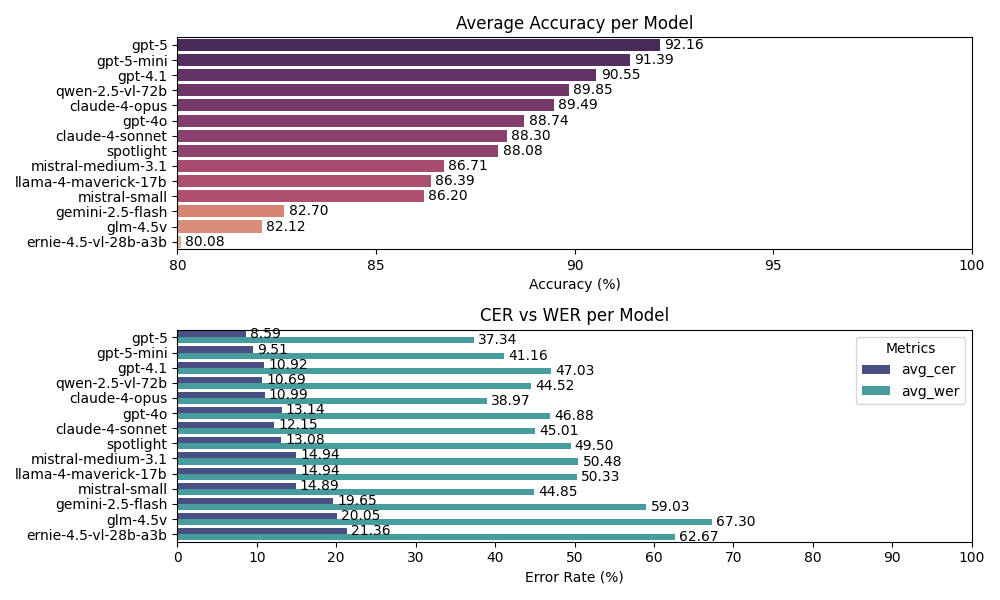 Average Accuracy per Model
gpt-5 92.16
gpt-5-mini 91.39
gpt-4.1 90.55
qwen-2.5-vl-72b 89.85
claude-4-opus 89.49
gpt-4o 88.74
claude-4-sonnet 88.30
spotlight 88.08
mistral-medium-3.1 86.71
llama-4-maverick-17b 86.39
mistral-small 86.20
gemini-2.5-flash 82.70
glm-4.5v 82.12
ernie-4.5-vl-28b-a3b 80.08
80 85 90 95 100
Accuracy (%)
CER vs WER per Model
Metrics
avg_cer
avg_wer
gpt-5 8.59 37.34
gpt-5-mini 9.51 41.16
gpt-4.1 10.92 47.03
qwen-2.5-vl-72b 10.69 44.52
claude-4-opus 10.99 38.97
gpt-4o 13.14 46.88
claude-4-sonnet 12.15 45.01
spotlight 13.08 49.50
mistral-medium-3.1 14.94 50.48
llama-4-maverick-17b 14.94 50.33
mistral-small 14.89 44.85
gemini-2.5-flash 19.65 59.03
glm-4.5v 20.05 67.30
ernie-4.5-vl-28b-a3b 21.36 62.67
0 10 20 30 40 50 60 70 80 90 100
Error Rate (%)